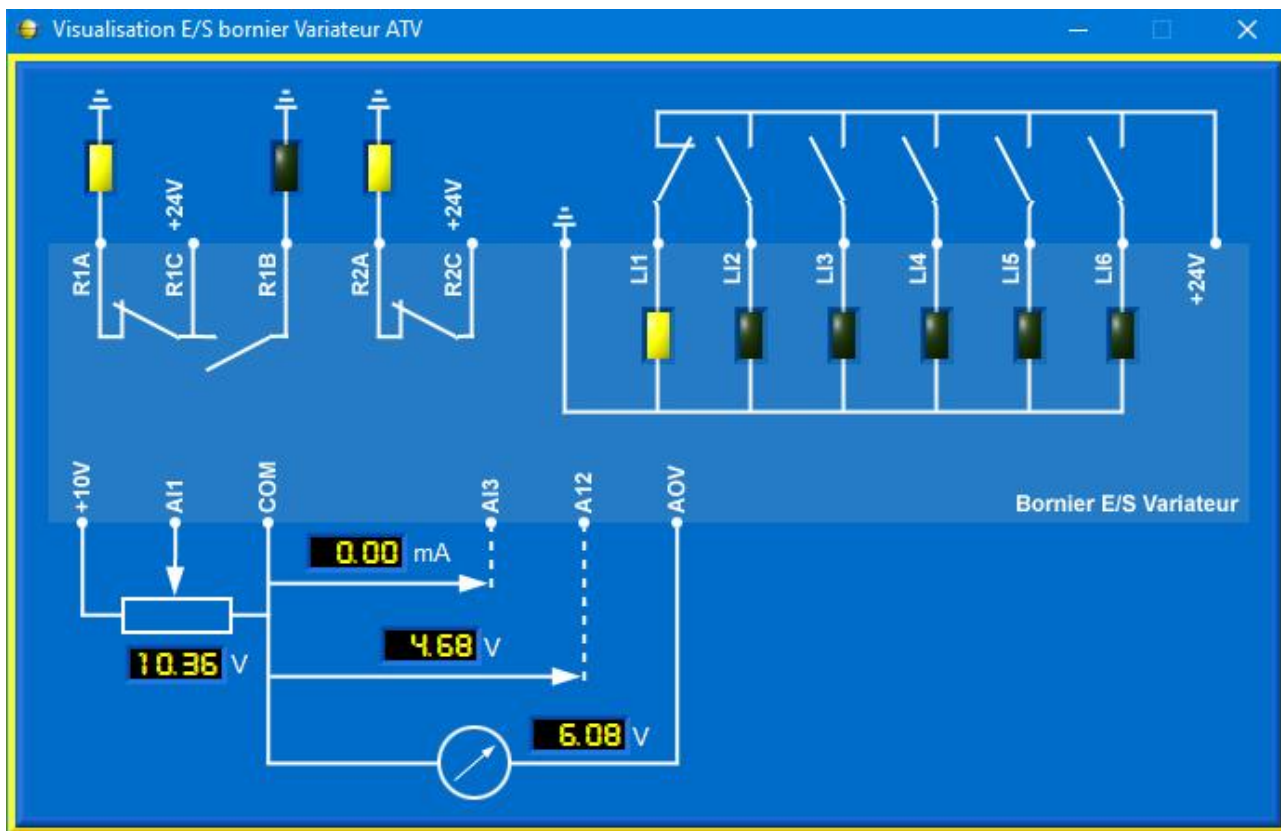 Visualisation E/S bornier Variateur ATV
R1A
R1C
+24V
R1B
R2A
R2C
+24V
LI1
LI2
LI3
LI4
LI5
LI6
+24V
+10V
AI1
COM
AI3
A12
AOV
Bornier E/S Variateur
0.00 mA
4.68 V
10.36 V
6.08 V